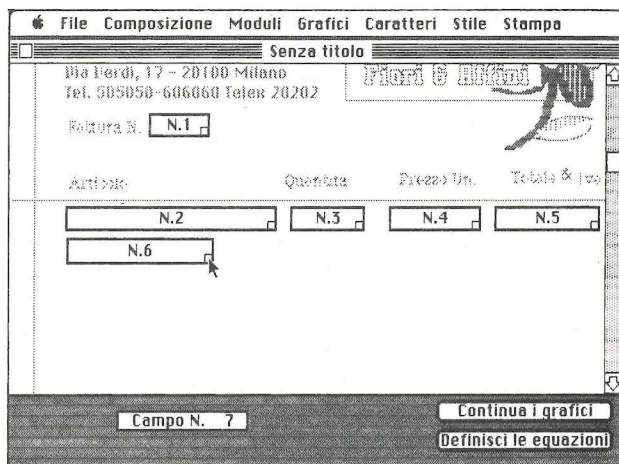 File Composizione Moduli Grafici Caratteri Stile Stampa
Senza titolo
Via Verdi, 17 - 20100 Milano
Tel. 505050-606060 Telex 20202
Fiori & Affini
Fattura N. N.1
Articolo Quantita Prezzo Un. Totale & Iva
N.2 N.3 N.4 N.5
N.6
Campo N. 7
Continua i grafici
Definisci le equazioni